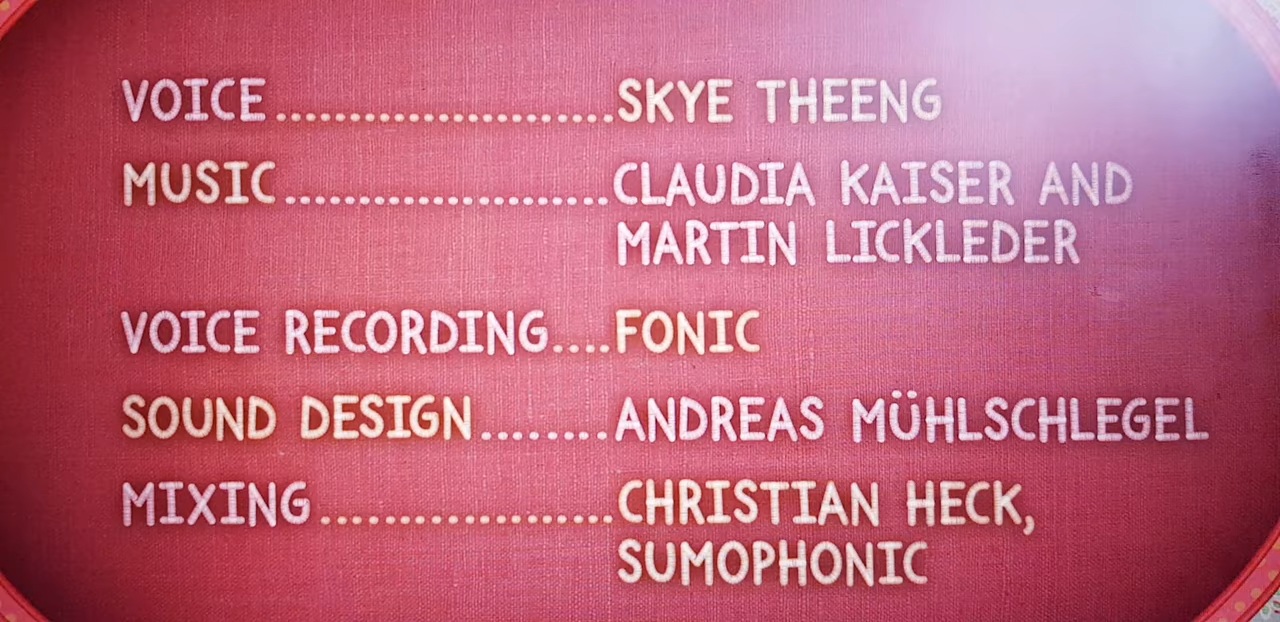 VOICE.......................SKYE THEENG
MUSIC......................CLAUDIA KAISER AND
MARTIN LICKLEDER
VOICE RECORDING....FONIC
SOUND DESIGN.........ANDREAS MÜHLSCHLEGEL
MIXING....................CHRISTIAN HECK,
SUMOPHONIC